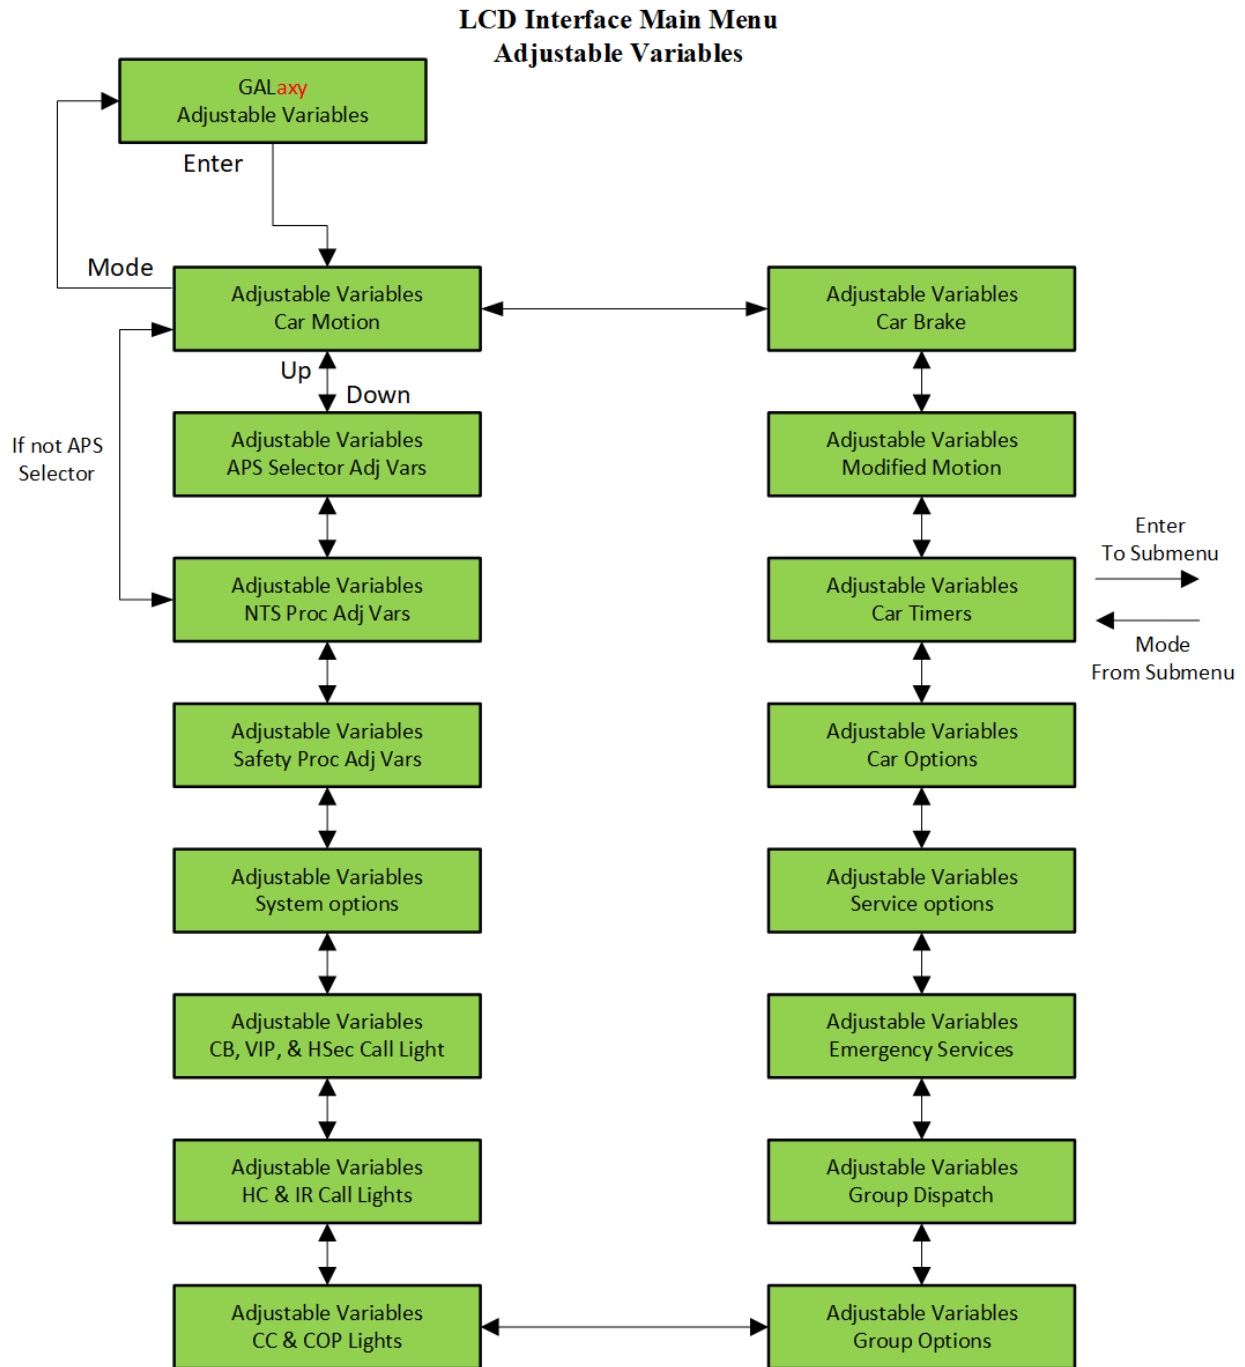 LCD Interface Main Menu
Adjustable Variables
GALaxy
Adjustable Variables
Enter
Mode
Adjustable Variables
Car Motion
Adjustable Variables
Car Brake
Up
Down
If not APS
Selector
Adjustable Variables
APS Selector Adj Vars
Adjustable Variables
Modified Motion
Adjustable Variables
NTS Proc Adj Vars
Adjustable Variables
Car Timers
Enter
To Submenu
Mode
From Submenu
Adjustable Variables
Safety Proc Adj Vars
Adjustable Variables
Car Options
Adjustable Variables
System options
Adjustable Variables
Service options
Adjustable Variables
CB, VIP, & HSec Call Light
Adjustable Variables
Emergency Services
Adjustable Variables
HC & IR Call Lights
Adjustable Variables
Group Dispatch
Adjustable Variables
CC & COP Lights
Adjustable Variables
Group Options